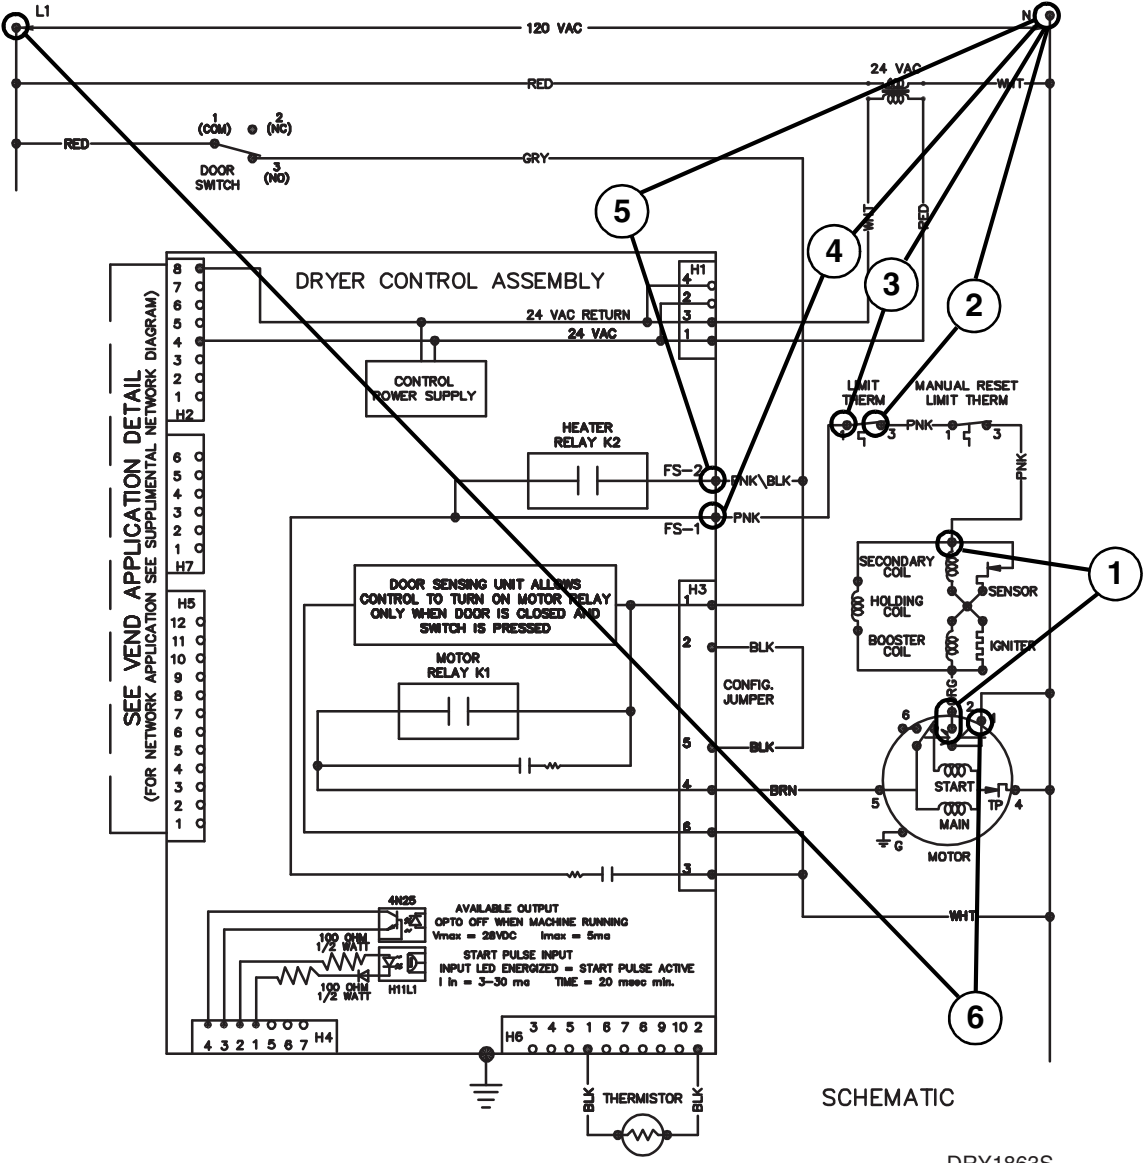 L1
N
120 VAC
24 VAC
RED
WHT
1
(COM)
2
(NC)
RED
DOOR
SWITCH
3
(NO)
GRY
WHT
RED
5
4
3
2
DRYER CONTROL ASSEMBLY
H1
4
2
3
1
24 VAC RETURN
24 VAC
8
7
6
5
4
3
2
1
H2
CONTROL
POWER SUPPLY
SEE VEND APPLICATION DETAIL
(FOR NETWORK APPLICATION SEE SUPPLIMENTAL NETWORK DIAGRAM)
LIMIT
THERM
MANUAL RESET
LIMIT THERM
1
3
PNK
1
3
PNK
HEATER
RELAY K2
FS-2
PNK\BLK
FS-1
PNK
6
5
4
3
2
1
H7
DOOR SENSING UNIT ALLOWS
CONTROL TO TURN ON MOTOR RELAY
ONLY WHEN DOOR IS CLOSED AND
SWITCH IS PRESSED
H3
1
2
5
4
6
3
BLK
CONFIG.
JUMPER
BLK
BRN
SECONDARY
COIL
SENSOR
HOLDING
COIL
BOOSTER
COIL
IGNITER
1
ORG
H5
12
11
10
9
8
7
6
5
4
3
2
1
MOTOR
RELAY K1
6
2
1
START
5
TP
4
MAIN
G
MOTOR
WHT
6
4N25
AVAILABLE OUTPUT
OPTO OFF WHEN MACHINE RUNNING
Vmax = 28VDC Imax = 5ma
100 OHM
1/2 WATT
START PULSE INPUT
INPUT LED ENERGIZED = START PULSE ACTIVE
I in = 3-30 ma TIME = 20 msec min.
H11L1
100 OHM
1/2 WATT
4 3 2 1 5 6 7
H4
H6
3 4 5 1 6 7 8 9 10 2
BLK
THERMISTOR
BLK
SCHEMATIC
DRY1863S